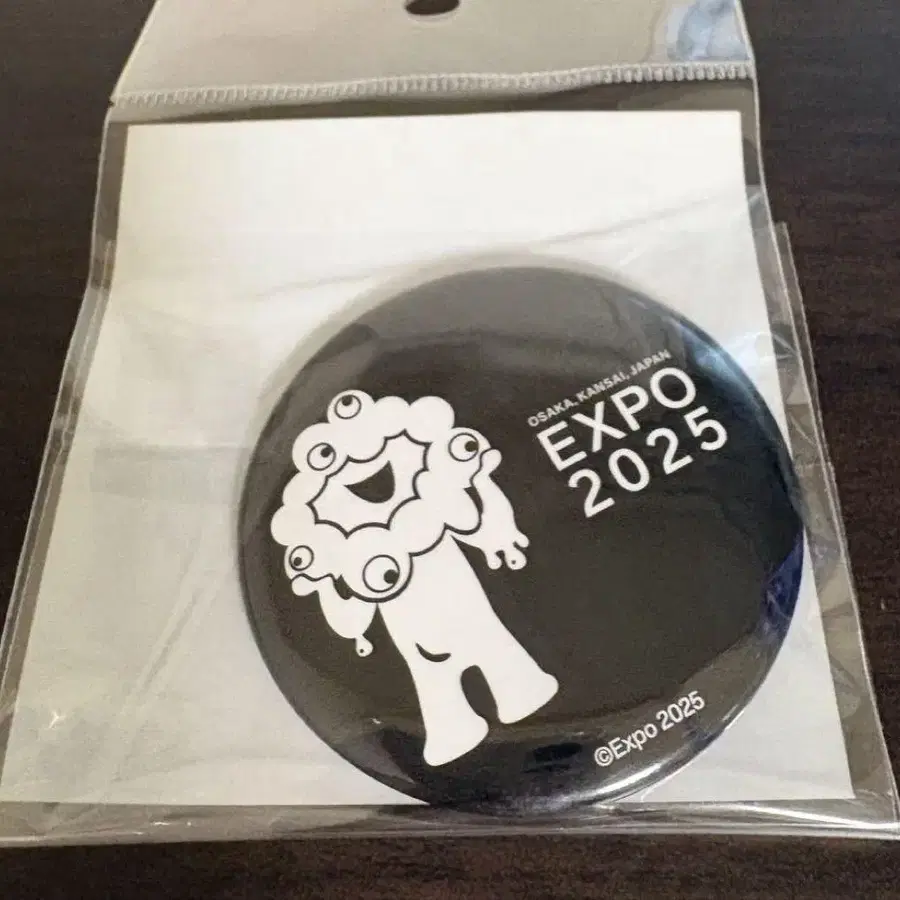 OSAKA, KANSAI, JAPAN
EXPO
2025
©Expo 2025